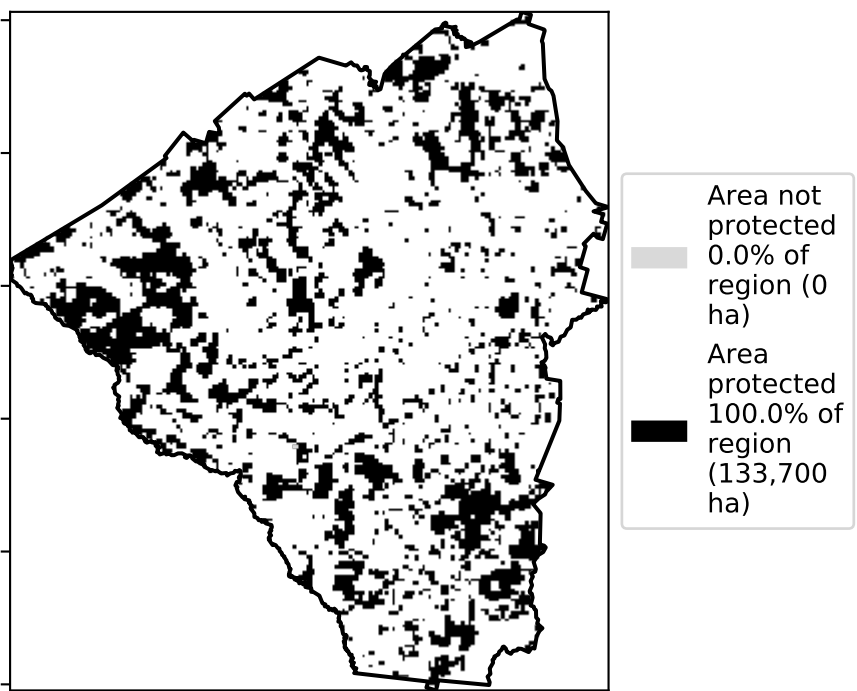 Area not
protected
0.0% of
region (0
ha)
Area
protected
100.0% of
region
(133,700
ha)